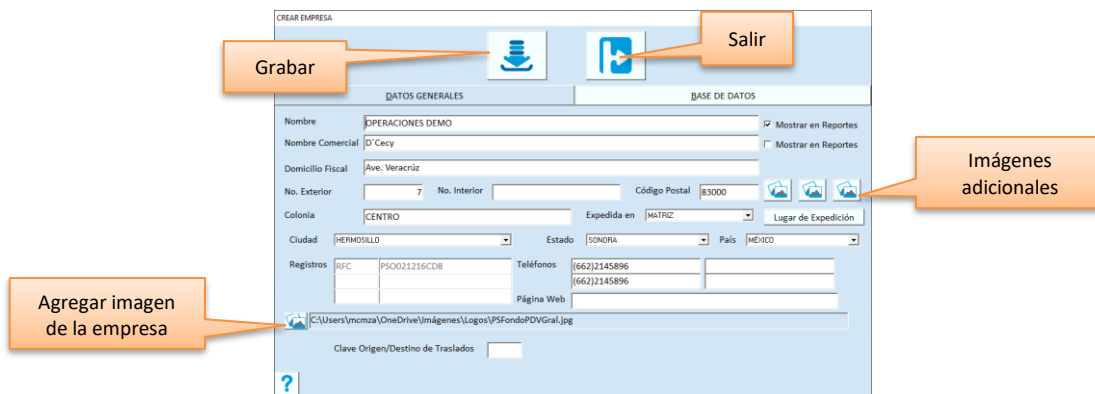 CREAR EMPRESA
Grabar
Salir
DATOS GENERALES
BASE DE DATOS
Nombre OPERACIONES DEMO Mostrar en Reportes
Nombre Comercial D´Cecy Mostrar en Reportes
Domicilio Fiscal Ave. Veracrúz
Imágenes
adicionales
No. Exterior 7 No. Interior Código Postal 83000
Colonia CENTRO Expedida en MATRIZ Lugar de Expedición
Ciudad HERMOSILLO Estado SONORA País MÉXICO
Registros RFC PSO021216CD8 Teléfonos (662)2145896
(662)2145896
Página Web
Agregar imagen
de la empresa
C:\Users\mcmza\OneDrive\Imágenes\Logos\PSFondoPDVGral.jpg
Clave Origen/Destino de Traslados
?